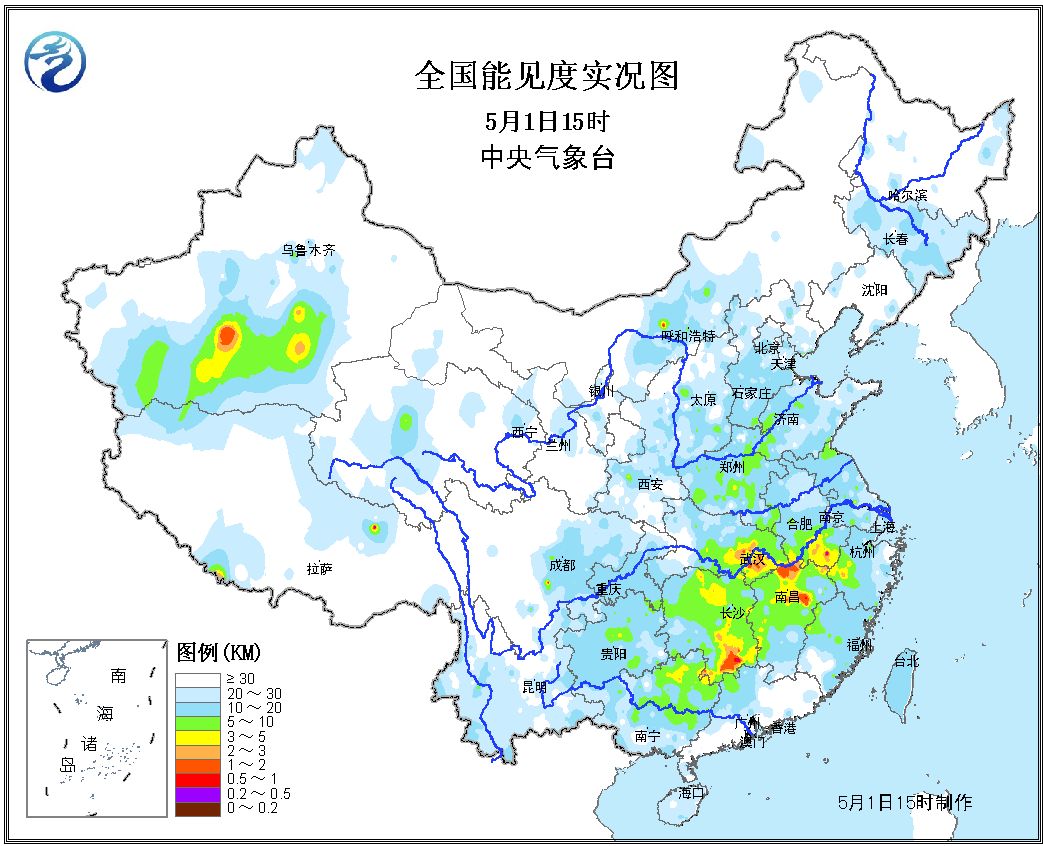 全国能见度实况图
5月1日15时
中央气象台
哈尔滨
长春
乌鲁木齐
沈阳
呼和浩特
北京
天津
银川
太原
石家庄
济南
西宁
兰州
郑州
西安
合肥
南京
上海
武汉
杭州
成都
拉萨
重庆
南昌
长沙
贵阳
福州
台北
昆明
广州
香港
澳门
南宁
海口
南
海
诸
岛
图例(KM)
≥30
20～30
10～20
5～10
3～5
2～3
1～2
0.5～1
0.2～0.5
0～0.2
5月1日15时制作